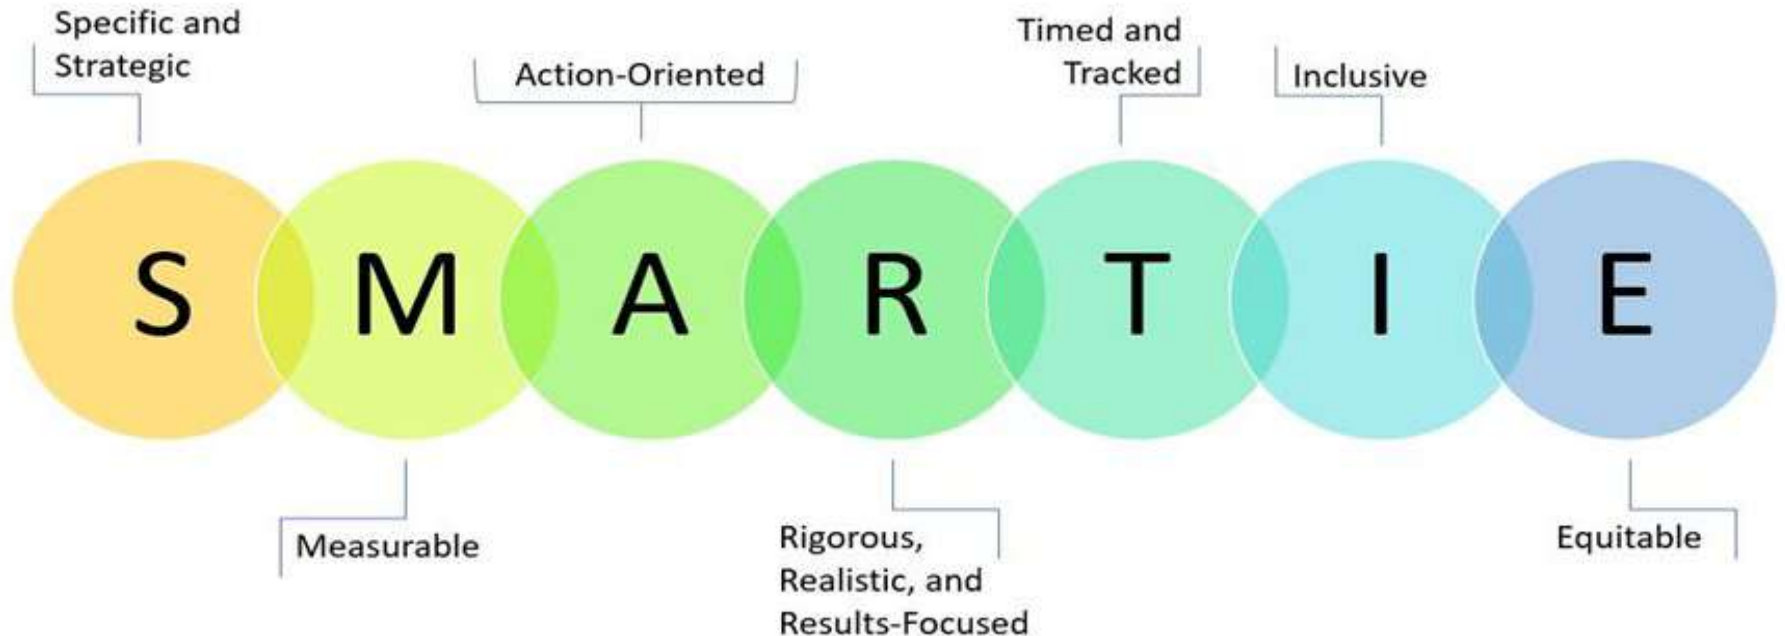 Specific and
Strategic
Action-Oriented
Timed and
Tracked
Inclusive
S M A R T I E
Measurable
Rigorous,
Realistic, and
Results-Focused
Equitable